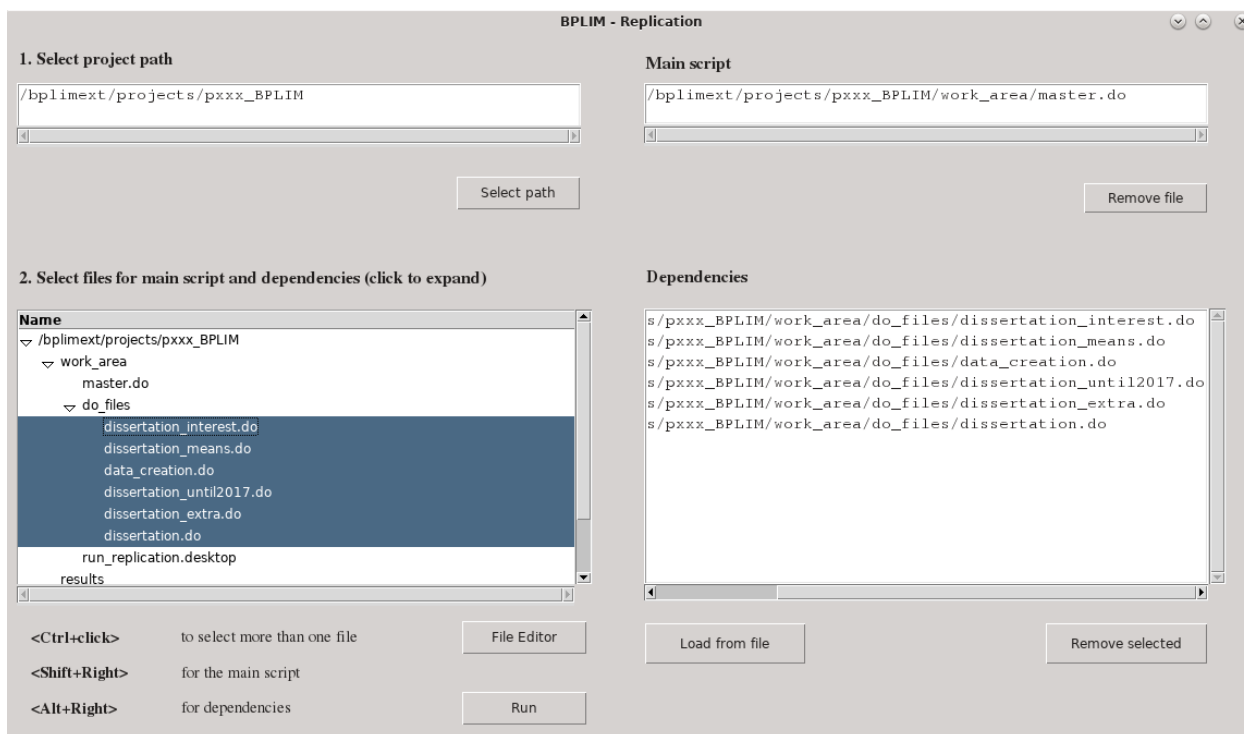 BPLIM - Replication
1. Select project path
/bplimext/projects/pxxx_BPLIM
Select path
Main script
/bplimext/projects/pxxx_BPLIM/work_area/master.do
Remove file
2. Select files for main script and dependencies (click to expand)
Name
/bplimext/projects/pxxx_BPLIM
work_area
master.do
do_files
dissertation_interest.do
dissertation_means.do
data_creation.do
dissertation_until2017.do
dissertation_extra.do
dissertation.do
run_replication.desktop
results
<Ctrl+click> to select more than one file
<Shift+Right> for the main script
<Alt+Right> for dependencies
File Editor
Run
Dependencies
s/pxxx_BPLIM/work_area/do_files/dissertation_interest.do
s/pxxx_BPLIM/work_area/do_files/dissertation_means.do
s/pxxx_BPLIM/work_area/do_files/data_creation.do
s/pxxx_BPLIM/work_area/do_files/dissertation_until2017.do
s/pxxx_BPLIM/work_area/do_files/dissertation_extra.do
s/pxxx_BPLIM/work_area/do_files/dissertation.do
Load from file
Remove selected